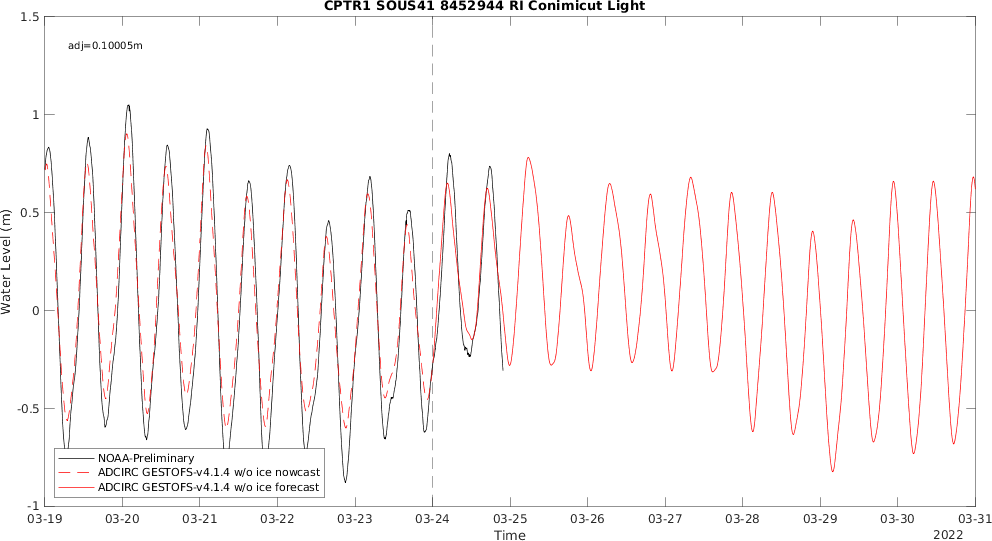 CPTR1 SOUS41 8452944 RI Conimicut Light
1.5
adj=0.10005m
1
0.5
0
-0.5
-1
Water Level (m)
NOAA-Preliminary
ADCIRC GESTOFS-v4.1.4 w/o ice nowcast
ADCIRC GESTOFS-v4.1.4 w/o ice forecast
03-19 03-20 03-21 03-22 03-23 03-24 03-25 03-26 03-27 03-28 03-29 03-30 03-31
Time
2022